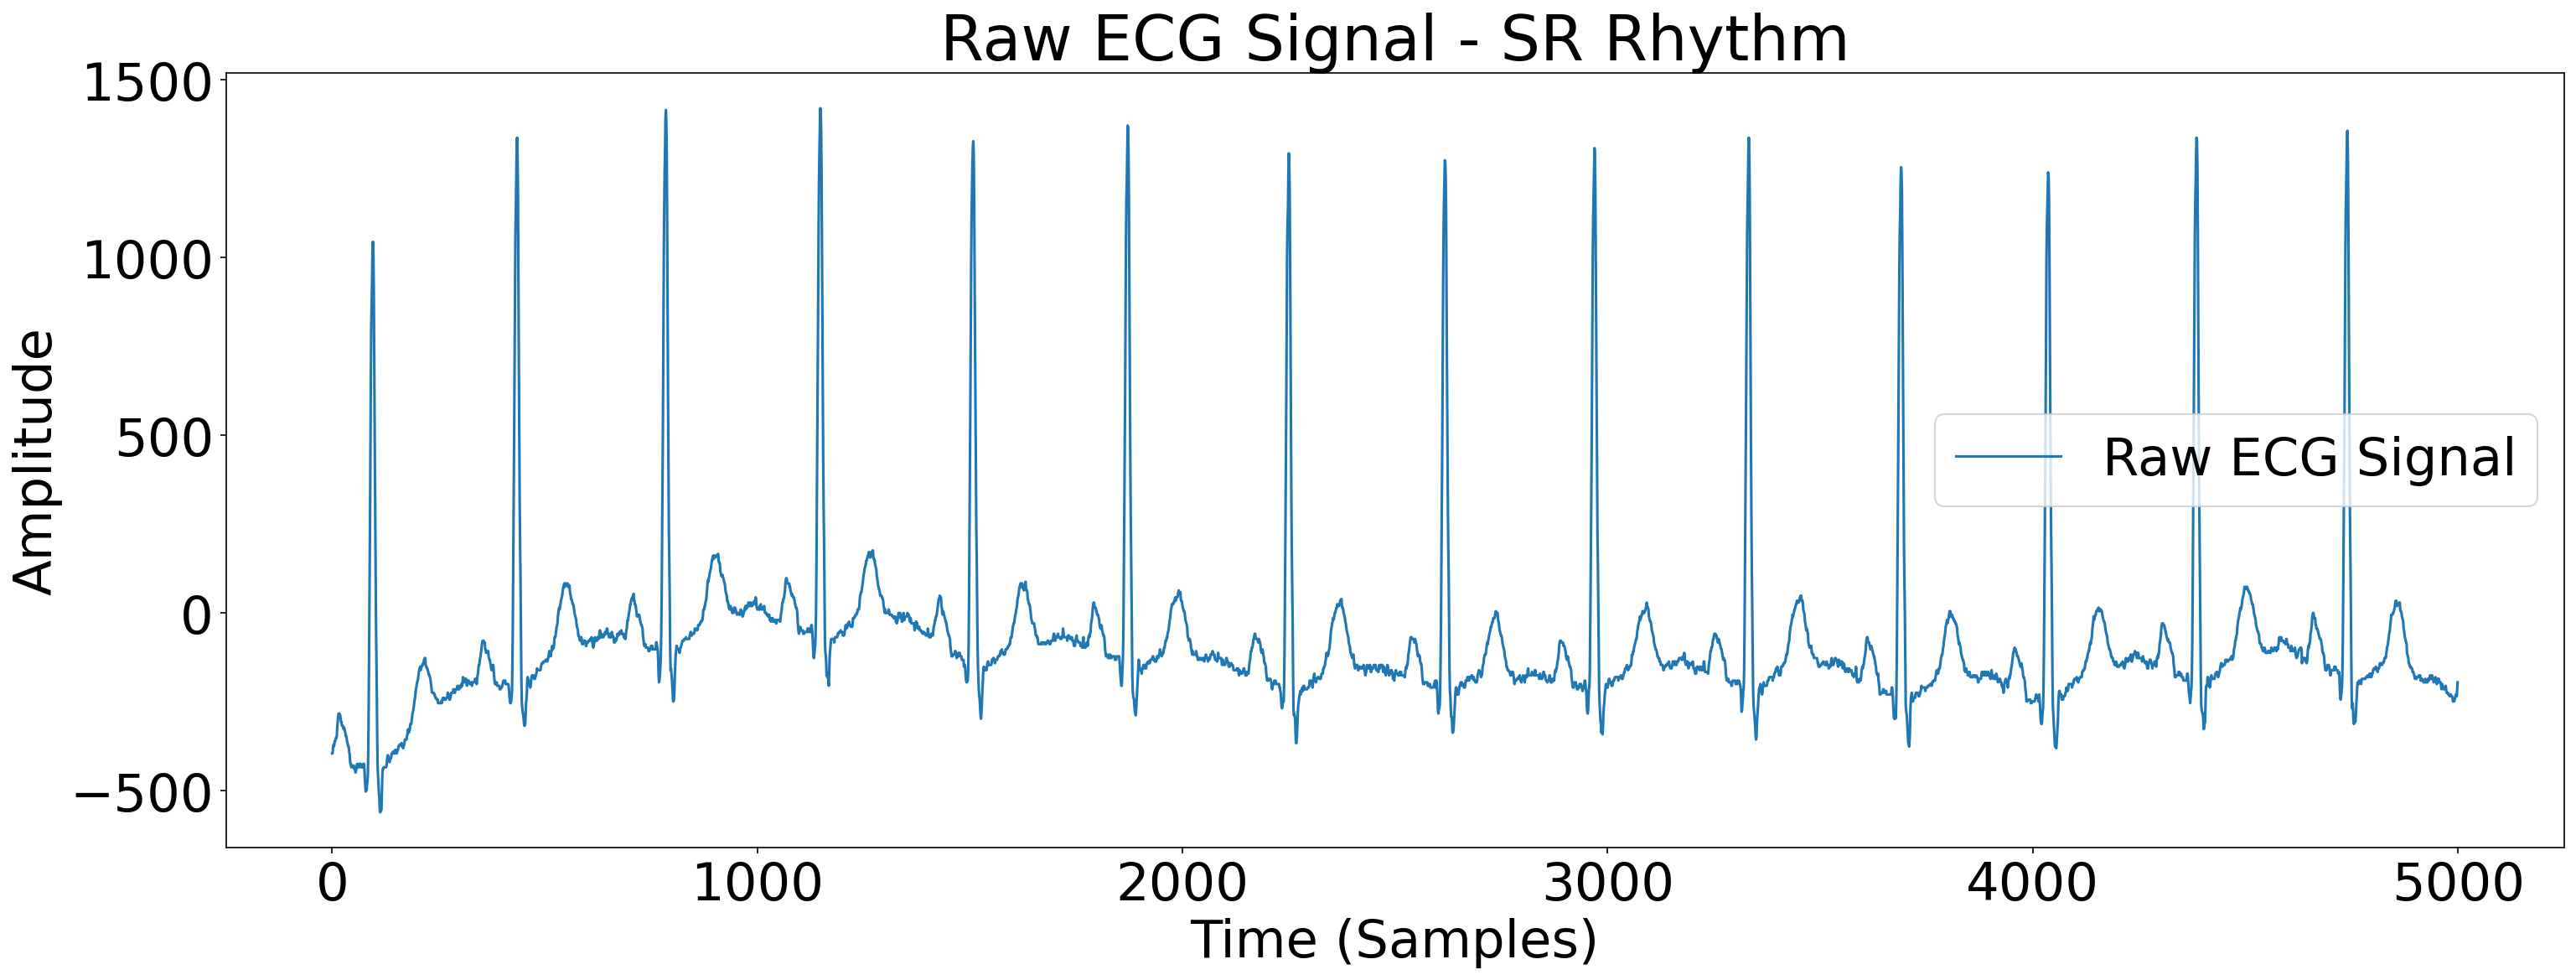 Raw ECG Signal - SR Rhythm
1500
1000
500
0
−500
Amplitude
Raw ECG Signal
0 1000 2000 3000 4000 5000
Time (Samples)